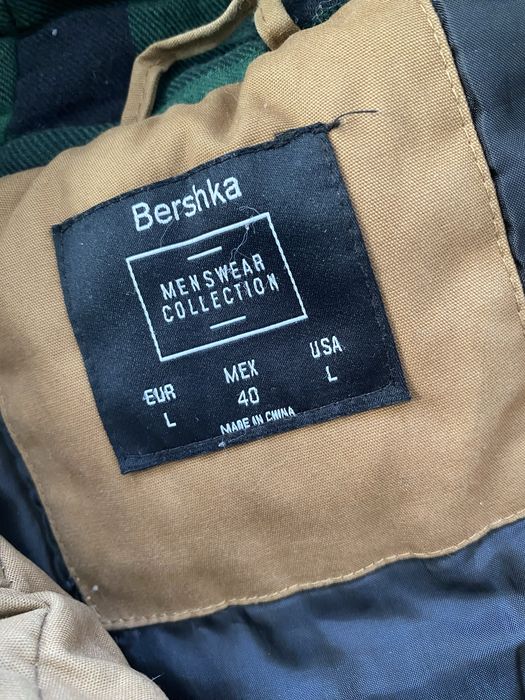 Bershka
MENSWEAR
COLLECTION
EUR MEX USA
L 40 L
MADE IN CHINA